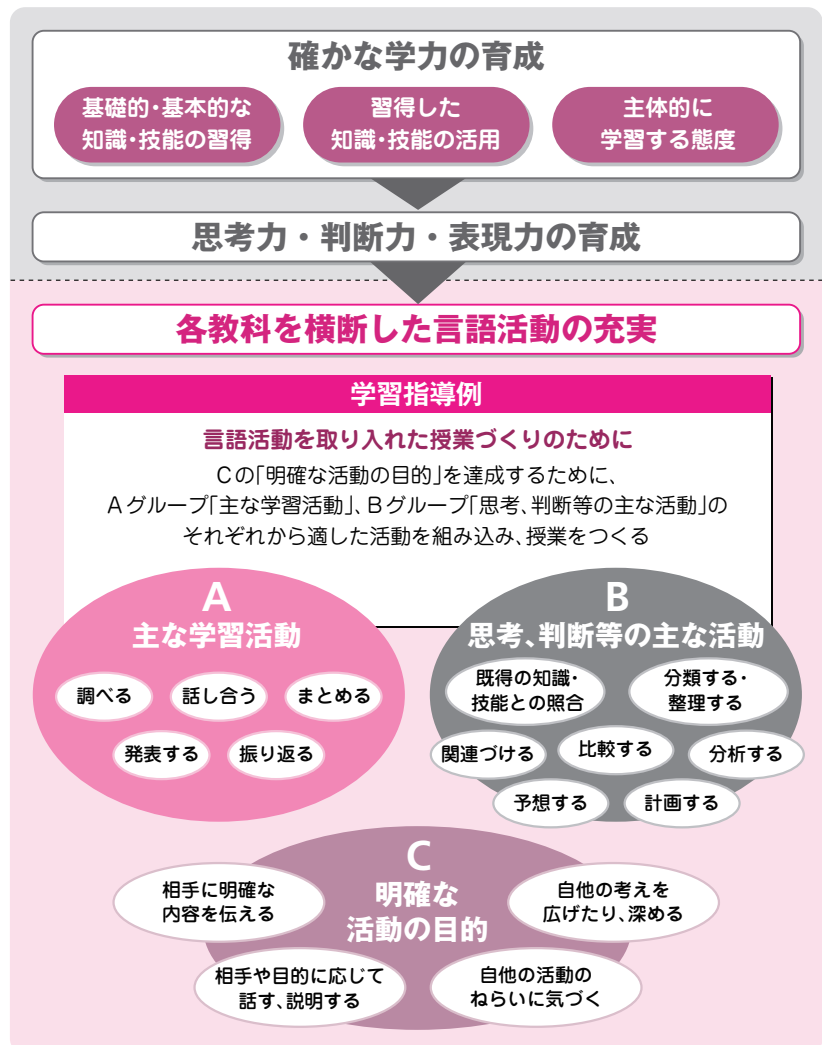 確かな学力の育成
基礎的・基本的な
知識・技能の習得
習得した
知識・技能の活用
主体的に
学習する態度
思考力・判断力・表現力の育成
各教科を横断した言語活動の充実
学習指導例
言語活動を取り入れた授業づくりのために
Cの「明確な活動の目的」を達成するために、
Aグループ「主な学習活動」、Bグループ「思考、判断等の主な活動」の
それぞれから適した活動を組み込み、授業をつくる
A
主な学習活動
調べる
話し合う
まとめる
発表する
振り返る
B
思考、判断等の主な活動
既得の知識・
技能との照合
分類する・
整理する
関連づける
比較する
分析する
予想する
計画する
C
明確な
活動の目的
相手に明確な
内容を伝える
自他の考えを
広げたり、深める
相手や目的に応じて
話す、説明する
自他の活動の
ねらいに気づく